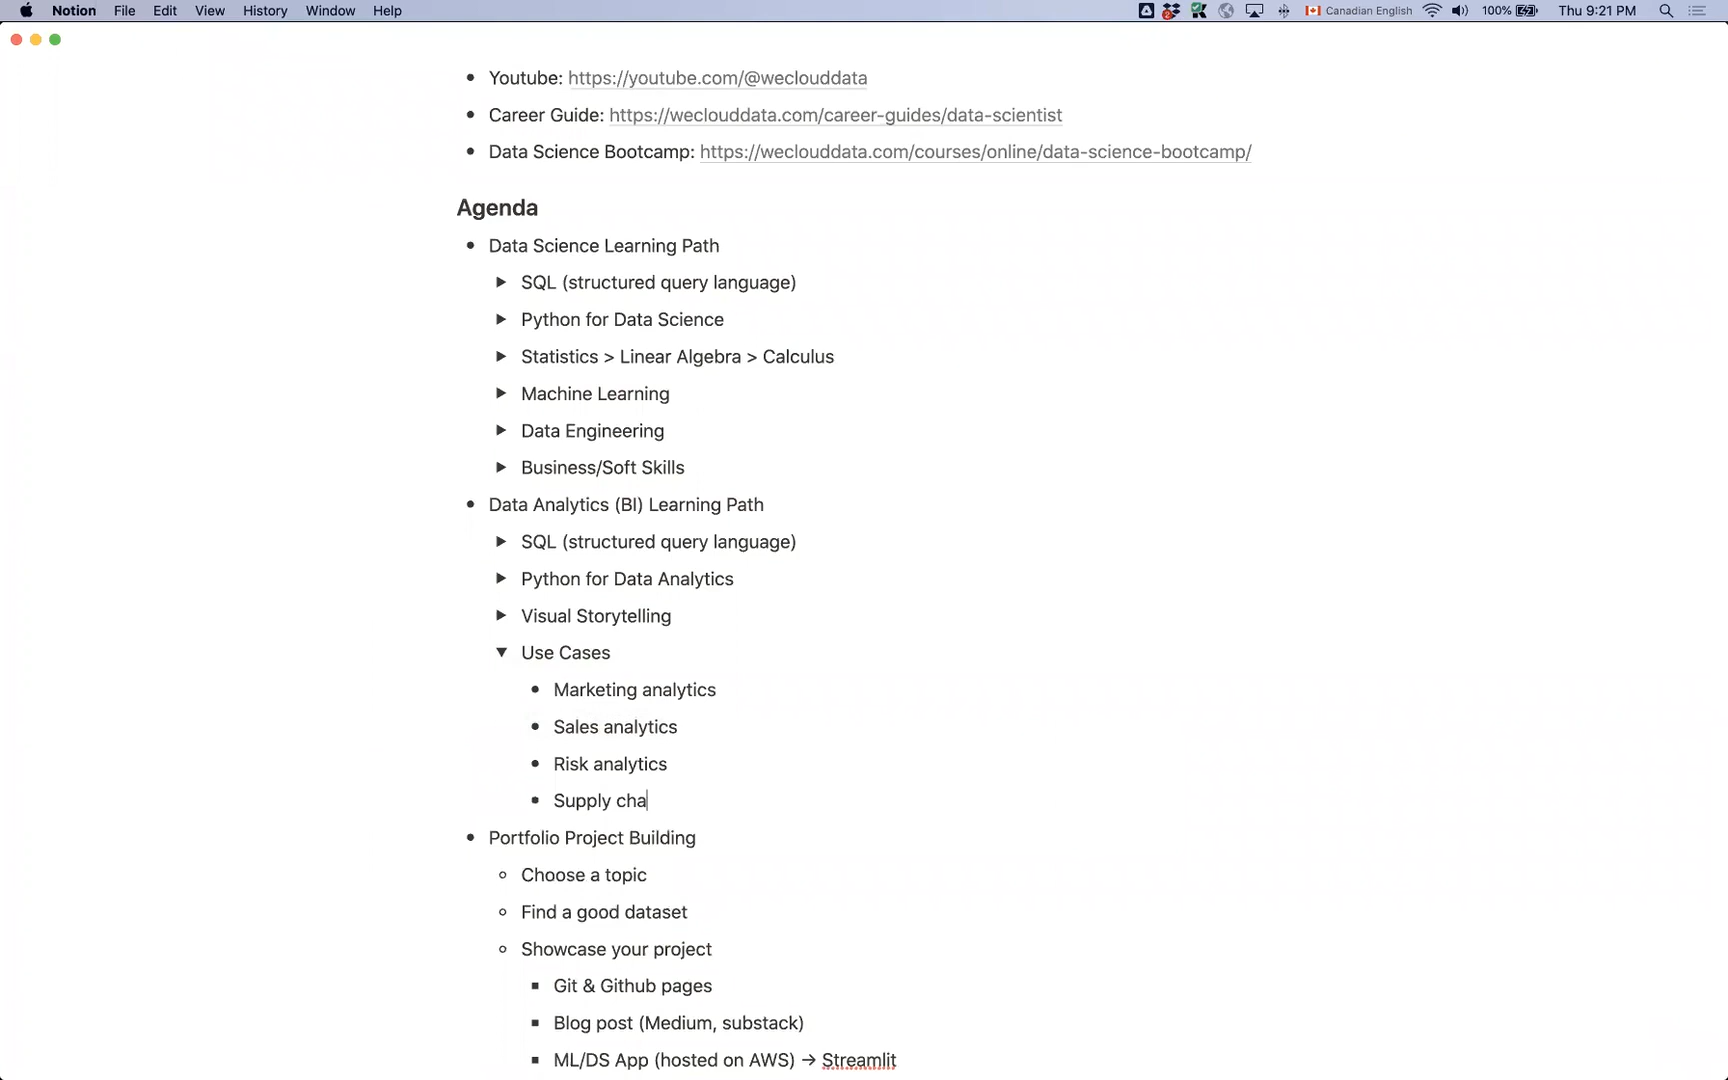 Notion File Edit View History Window Help 2 Canadian English 100% Thu 9:21 PM
Youtube: https://youtube.com/@weclouddata
Career Guide: https://weclouddata.com/career-guides/data-scientist
Data Science Bootcamp: https://weclouddata.com/courses/online/data-science-bootcamp/
Agenda
Data Science Learning Path
SQL (structured query language)
Python for Data Science
Statistics > Linear Algebra > Calculus
Machine Learning
Data Engineering
Business/Soft Skills
Data Analytics (BI) Learning Path
SQL (structured query language)
Python for Data Analytics
Visual Storytelling
Use Cases
Marketing analytics
Sales analytics
Risk analytics
Supply cha
Portfolio Project Building
Choose a topic
Find a good dataset
Showcase your project
Git & Github pages
Blog post (Medium, substack)
ML/DS App (hosted on AWS) → Streamlit